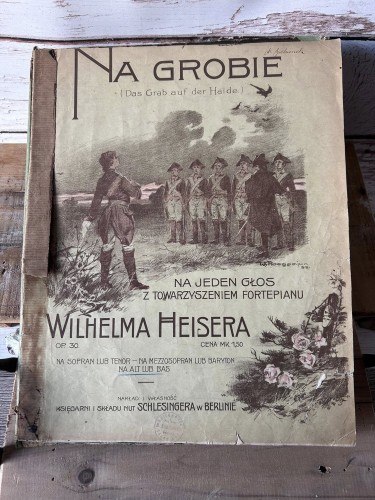 NA GROBIE
(Das Grab auf der Haide.)
NA JEDEN GŁOS
Z TOWARZYSZENIEM FORTEPIANU
WILHELMA HEISERA
OP. 30.
CENA MK. 1,50
NA SOPRAN LUB TENOR — NA MEZZOSOPRAN LUB BARYTON
NA ALT LUB BAS
NAKŁAD I WŁASNOŚĆ
KSIĘGARNI I SKŁADU NUT SCHLESINGERA W BERLINIE